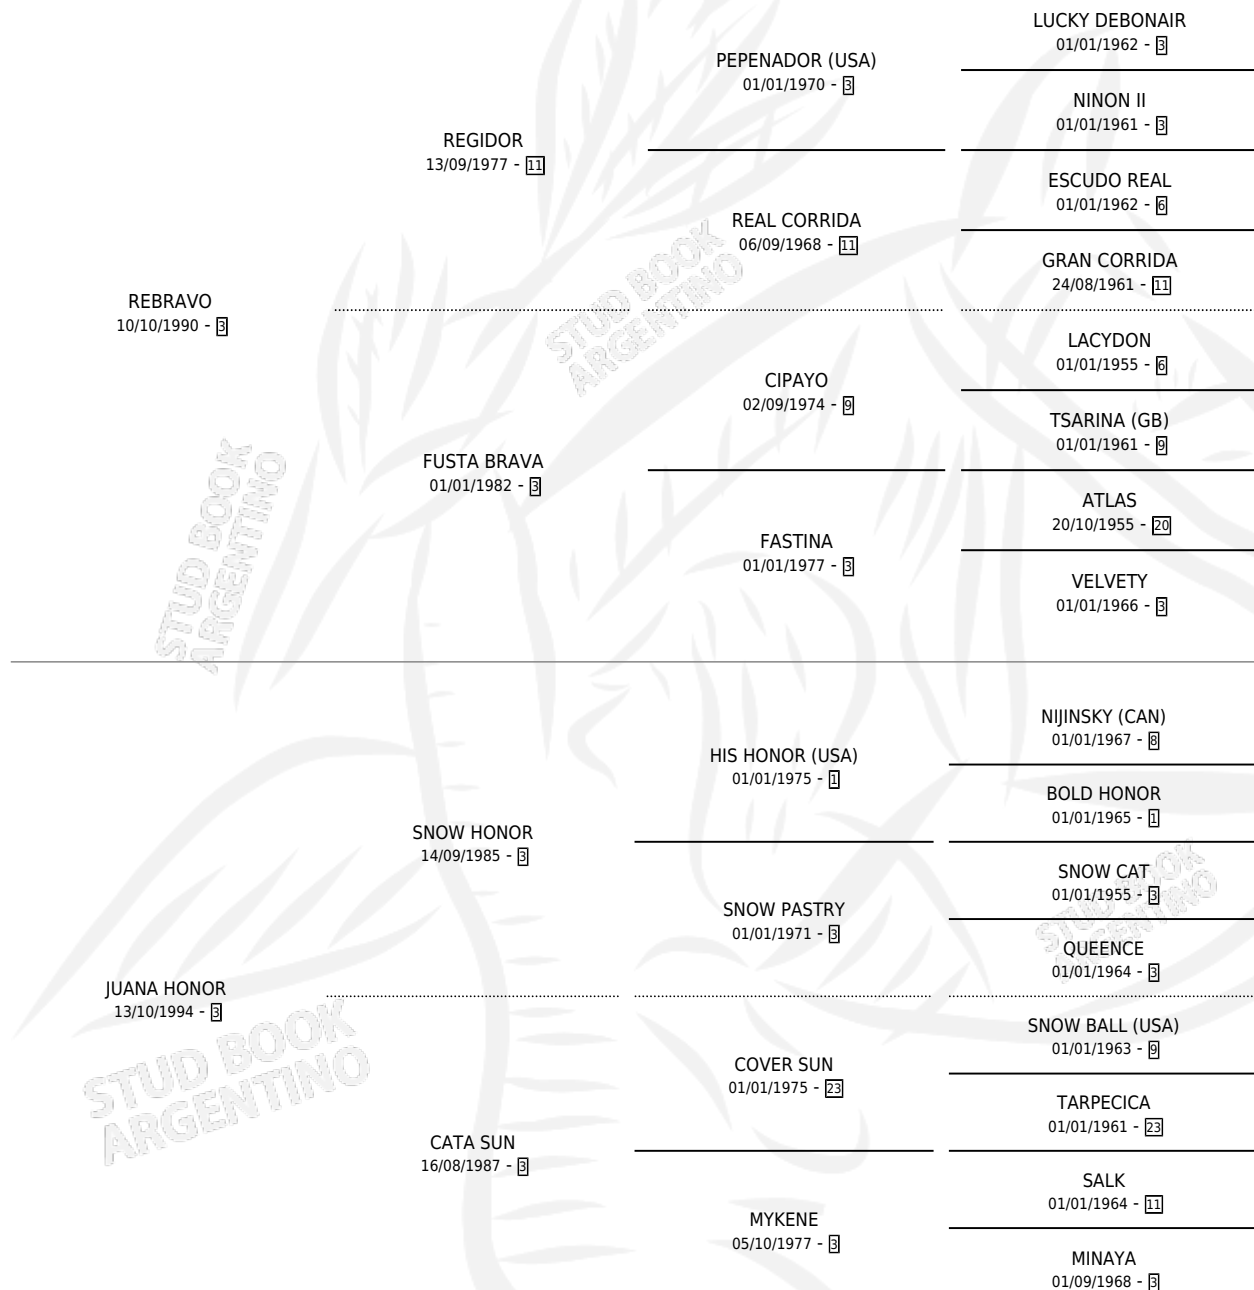 LUCKY DEBONAIR
01/01/1962 - 3
PEPENADOR (USA)
01/01/1970 - 3
NINON II
01/01/1961 - 3
REGIDOR
13/09/1977 - 11
ESCUDO REAL
01/01/1962 - 6
REAL CORRIDA
06/09/1968 - 11
GRAN CORRIDA
24/08/1961 - 11
REBRAVO
10/10/1990 - 3
STUD BOOK
ARGENTINO
LACYDON
01/01/1955 - 6
CIPAYO
02/09/1974 - 9
TSARINA (GB)
01/01/1961 - 9
FUSTA BRAVA
01/01/1982 - 3
ATLAS
20/10/1955 - 20
FASTINA
01/01/1977 - 3
VELVETY
01/01/1966 - 3
STUD BOOK
ARGENTINO
NIJINSKY (CAN)
01/01/1967 - 8
HIS HONOR (USA)
01/01/1975 - 1
BOLD HONOR
01/01/1965 - 1
SNOW HONOR
14/09/1985 - 3
SNOW CAT
01/01/1955 - 3
SNOW PASTRY
01/01/1971 - 3
STUD BOOK
ARGENTINO
QUEENCE
01/01/1964 - 3
JUANA HONOR
13/10/1994 - 3
STUD BOOK
ARGENTINO
SNOW BALL (USA)
01/01/1963 - 9
COVER SUN
01/01/1975 - 23
TARPECICA
01/01/1961 - 23
CATA SUN
16/08/1987 - 3
SALK
01/01/1964 - 11
MYKENE
05/10/1977 - 3
MINAYA
01/09/1968 - 3